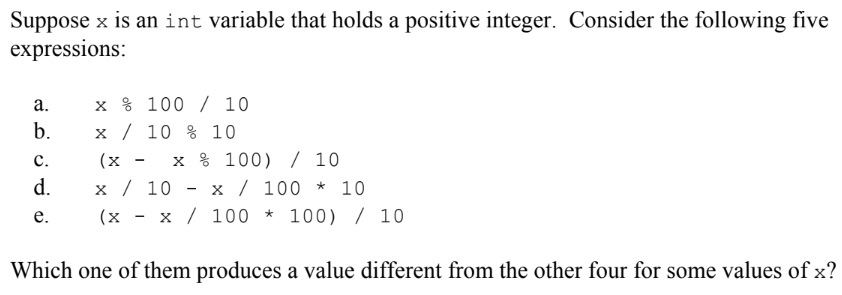 Suppose x is an int variable that holds a positive integer. Consider the following five
expressions:
a. x % 100 / 10
b. x / 10 % 10
c. (x - x % 100) / 10
d. x / 10 - x / 100 * 10
e. (x - x / 100 * 100) / 10
Which one of them produces a value different from the other four for some values of x?